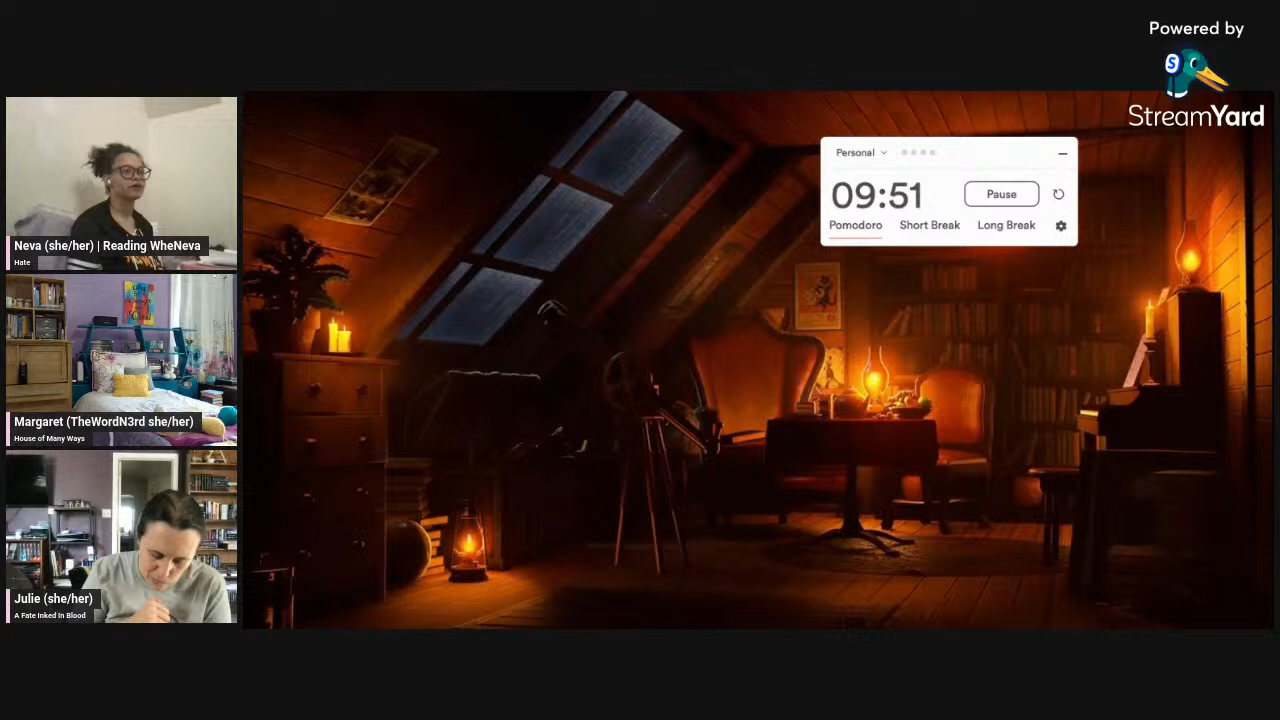 Powered by
S
StreamYard
Neva (she/her) | Reading WheNeva
Hate
Margaret (TheWordN3rd she/her)
House of Many Ways
Julie (she/her)
A Fate Inked In Blood
Personal
09:51
Pause
Pomodoro Short Break Long Break